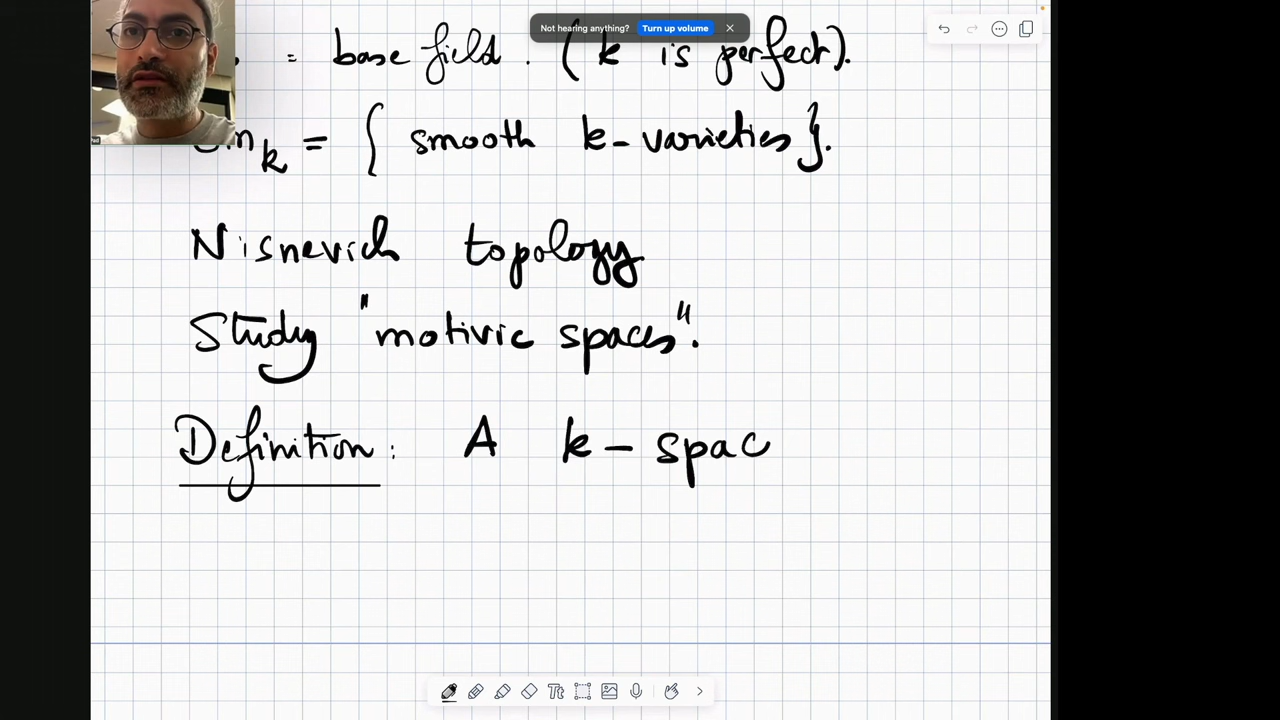 Not hearing anything? Turn up volume
= base field. (k is perfect).
k = { smooth k-varieties }.
Nisnevich topology
Study "motivic spaces".
Definition: A k-spac
Tt